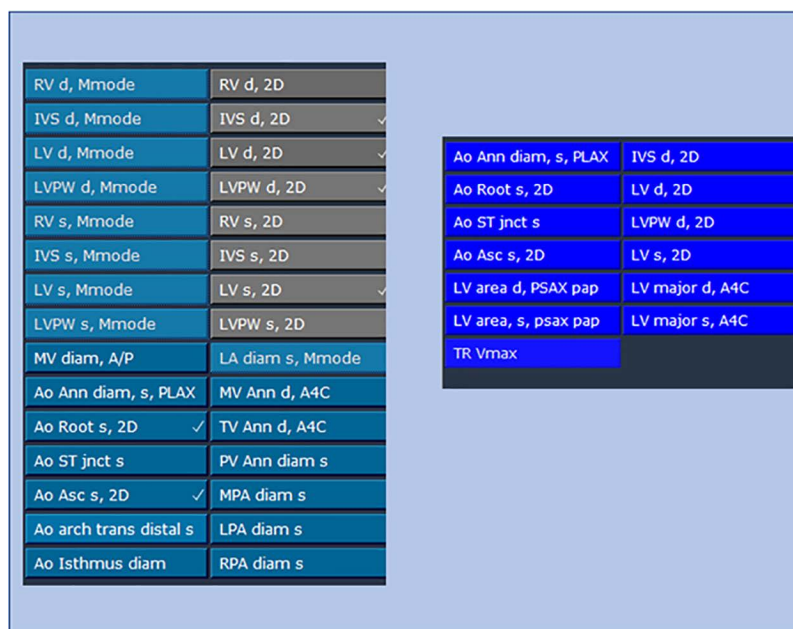 RV d, Mmode RV d, 2D
IVS d, Mmode IVS d, 2D ✓
LV d, Mmode LV d, 2D ✓
LVPW d, Mmode LVPW d, 2D ✓
RV s, Mmode RV s, 2D
IVS s, Mmode IVS s, 2D
LV s, Mmode LV s, 2D ✓
LVPW s, Mmode LVPW s, 2D
MV diam, A/P LA diam s, Mmode
Ao Ann diam, s, PLAX MV Ann d, A4C
Ao Root s, 2D ✓ TV Ann d, A4C
Ao ST jnct s PV Ann diam s
Ao Asc s, 2D ✓ MPA diam s
Ao arch trans distal s LPA diam s
Ao Isthmus diam RPA diam s
Ao Ann diam, s, PLAX IVS d, 2D
Ao Root s, 2D LV d, 2D
Ao ST jnct s LVPW d, 2D
Ao Asc s, 2D LV s, 2D
LV area d, PSAX pap LV major d, A4C
LV area, s, psax pap LV major s, A4C
TR Vmax